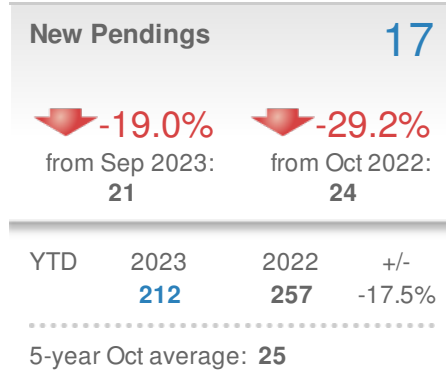 New Pendings 17
-19.0% -29.2%
from Sep 2023: from Oct 2022:
21 24
YTD 2023 2022 +/-
212 257 -17.5%
5-year Oct average: 25